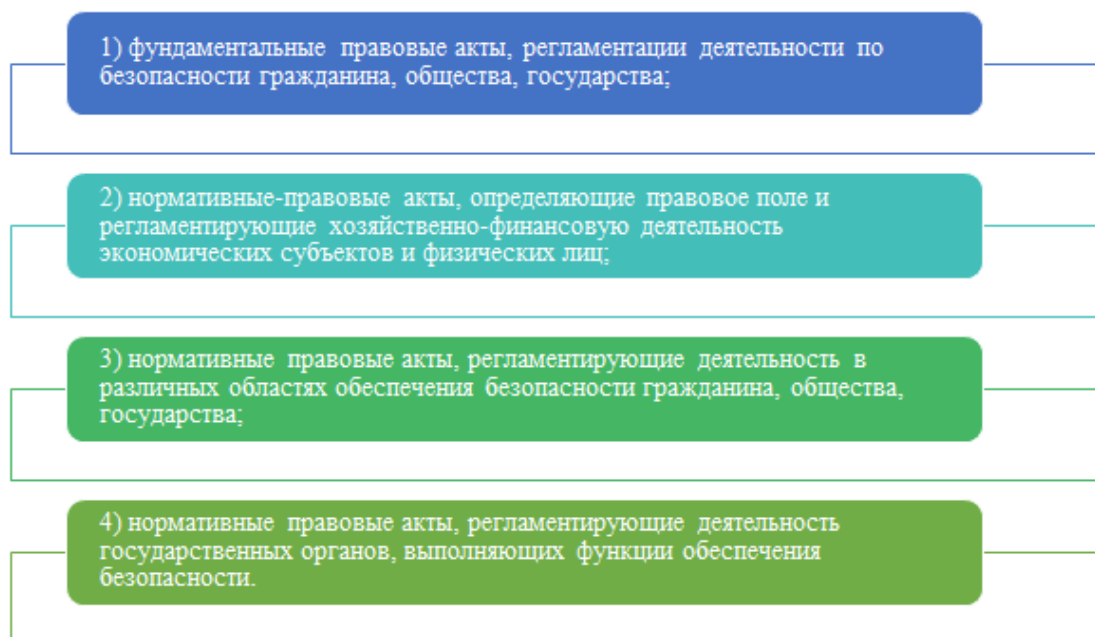 1) фундаментальные правовые акты, регламентации деятельности по
безопасности гражданина, общества, государства;
2) нормативные-правовые акты, определяющие правовое поле и
регламентирующие хозяйственно-финансовую деятельность
экономических субъектов и физических лиц;
3) нормативные правовые акты, регламентирующие деятельность в
различных областях обеспечения безопасности гражданина, общества,
государства;
4) нормативные правовые акты, регламентирующие деятельность
государственных органов, выполняющих функции обеспечения
безопасности.